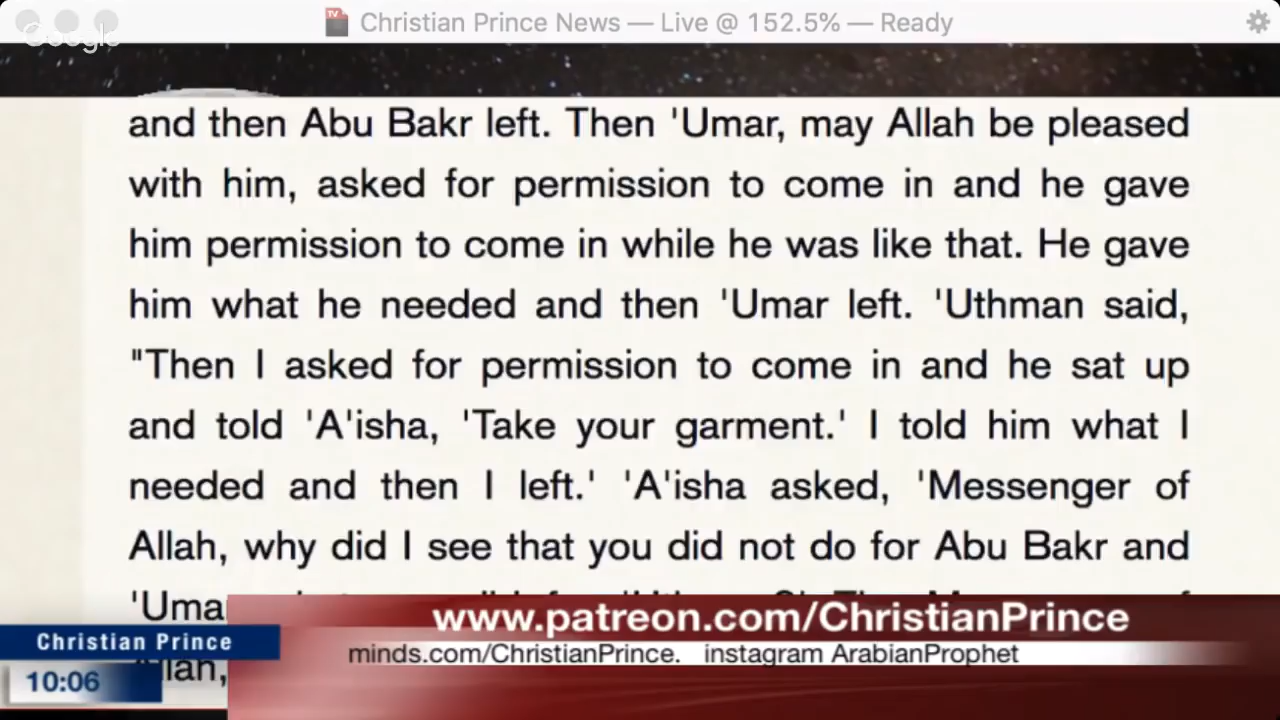 Christian Prince News — Live @ 152.5% — Ready
Google
and then Abu Bakr left. Then 'Umar, may Allah be pleased
with him, asked for permission to come in and he gave
him permission to come in while he was like that. He gave
him what he needed and then 'Umar left. 'Uthman said,
"Then I asked for permission to come in and he sat up
and told 'A'isha, 'Take your garment.' I told him what I
needed and then I left.' 'A'isha asked, 'Messenger of
Allah, why did I see that you did not do for Abu Bakr and
www.patreon.com/ChristianPrince
Christian Prince
minds.com/ChristianPrince. instagram ArabianProphet
10:06